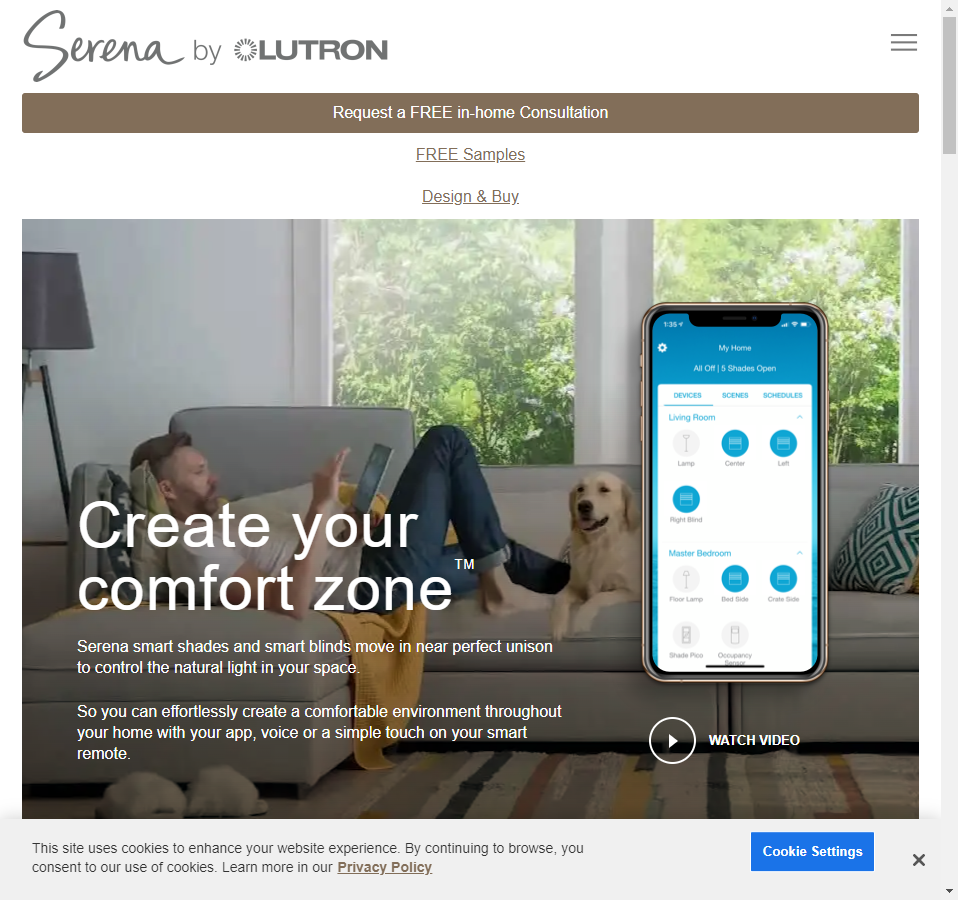 Serena by LUTRON
Request a FREE in-home Consultation
FREE Samples
Design & Buy
1:35
My Home
All Off | 5 Shades Open
DEVICES SCENES SCHEDULES
Living Room
Lamp Center Left
Right Blind
Master Bedroom
Floor Lamp Bed Side Crate Side
Shade Pico Occupancy
Sensor
Create your
comfort zone™
Serena smart shades and smart blinds move in near perfect unison
to control the natural light in your space.
So you can effortlessly create a comfortable environment throughout
your home with your app, voice or a simple touch on your smart
remote.
WATCH VIDEO
This site uses cookies to enhance your website experience. By continuing to browse, you
consent to our use of cookies. Learn more in our Privacy Policy
Cookie Settings